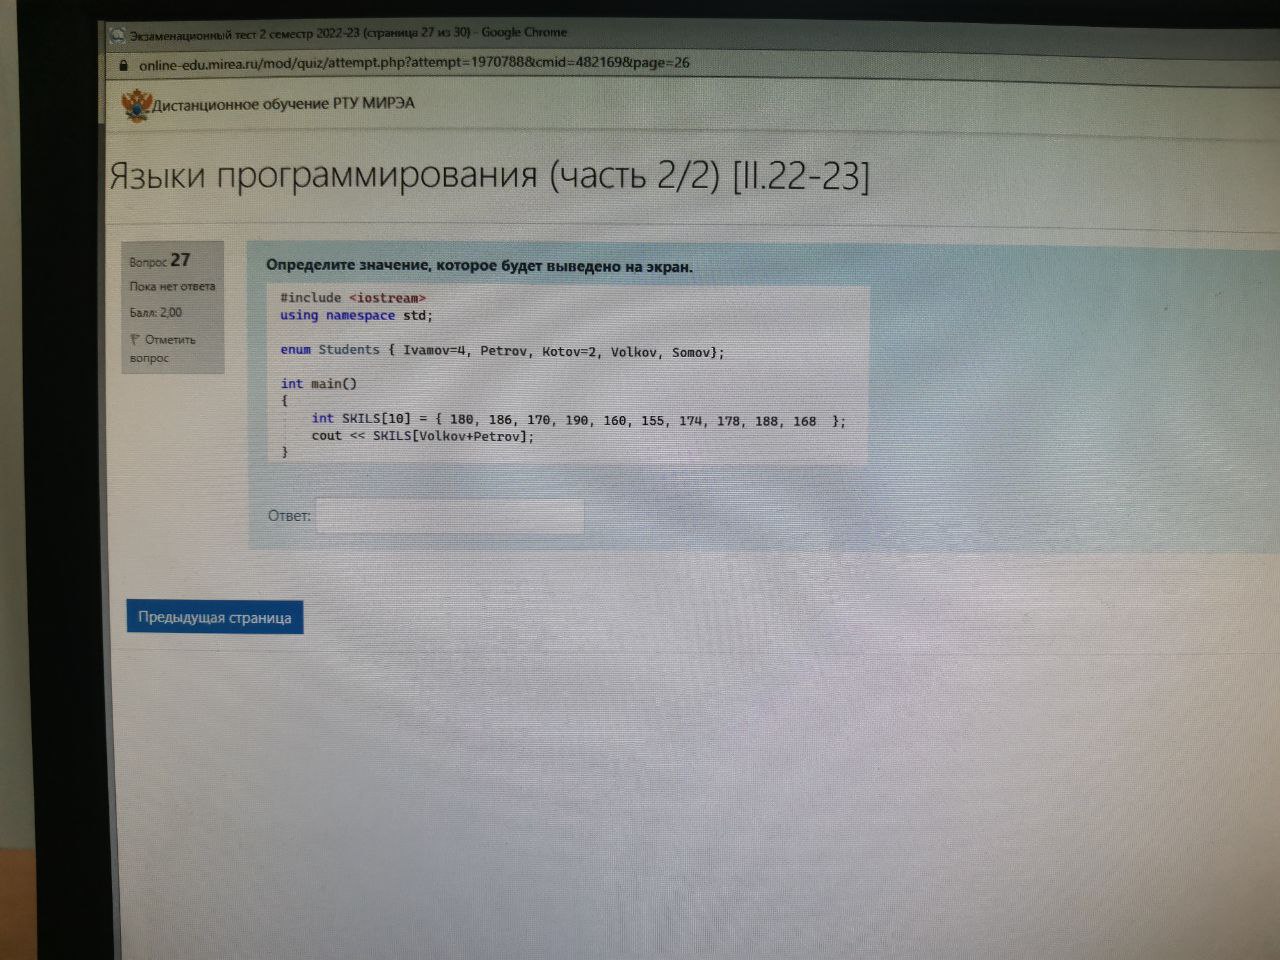 Экзаменационный тест 2 семестр 2022-23 (страница 27 из 30) - Google Chrome
online-edu.mirea.ru/mod/quiz/attempt.php?attempt=1970788&cmid=482169&page=26
Дистанционное обучение РТУ МИРЭА
Языки программирования (часть 2/2) [II.22-23]
Вопрос 27
Пока нет ответа
Балл: 2,00
Отметить
вопрос
Определите значение, которое будет выведено на экран.
#include <iostream>
using namespace std;
enum Students { Ivamov=4, Petrov, Kotov=2, Volkov, Somov};
int main()
{
int SKILS[10] = { 180, 186, 170, 190, 160, 155, 174, 178, 188, 168 };
cout << SKILS[Volkov+Petrov];
}
Ответ:
Предыдущая страница